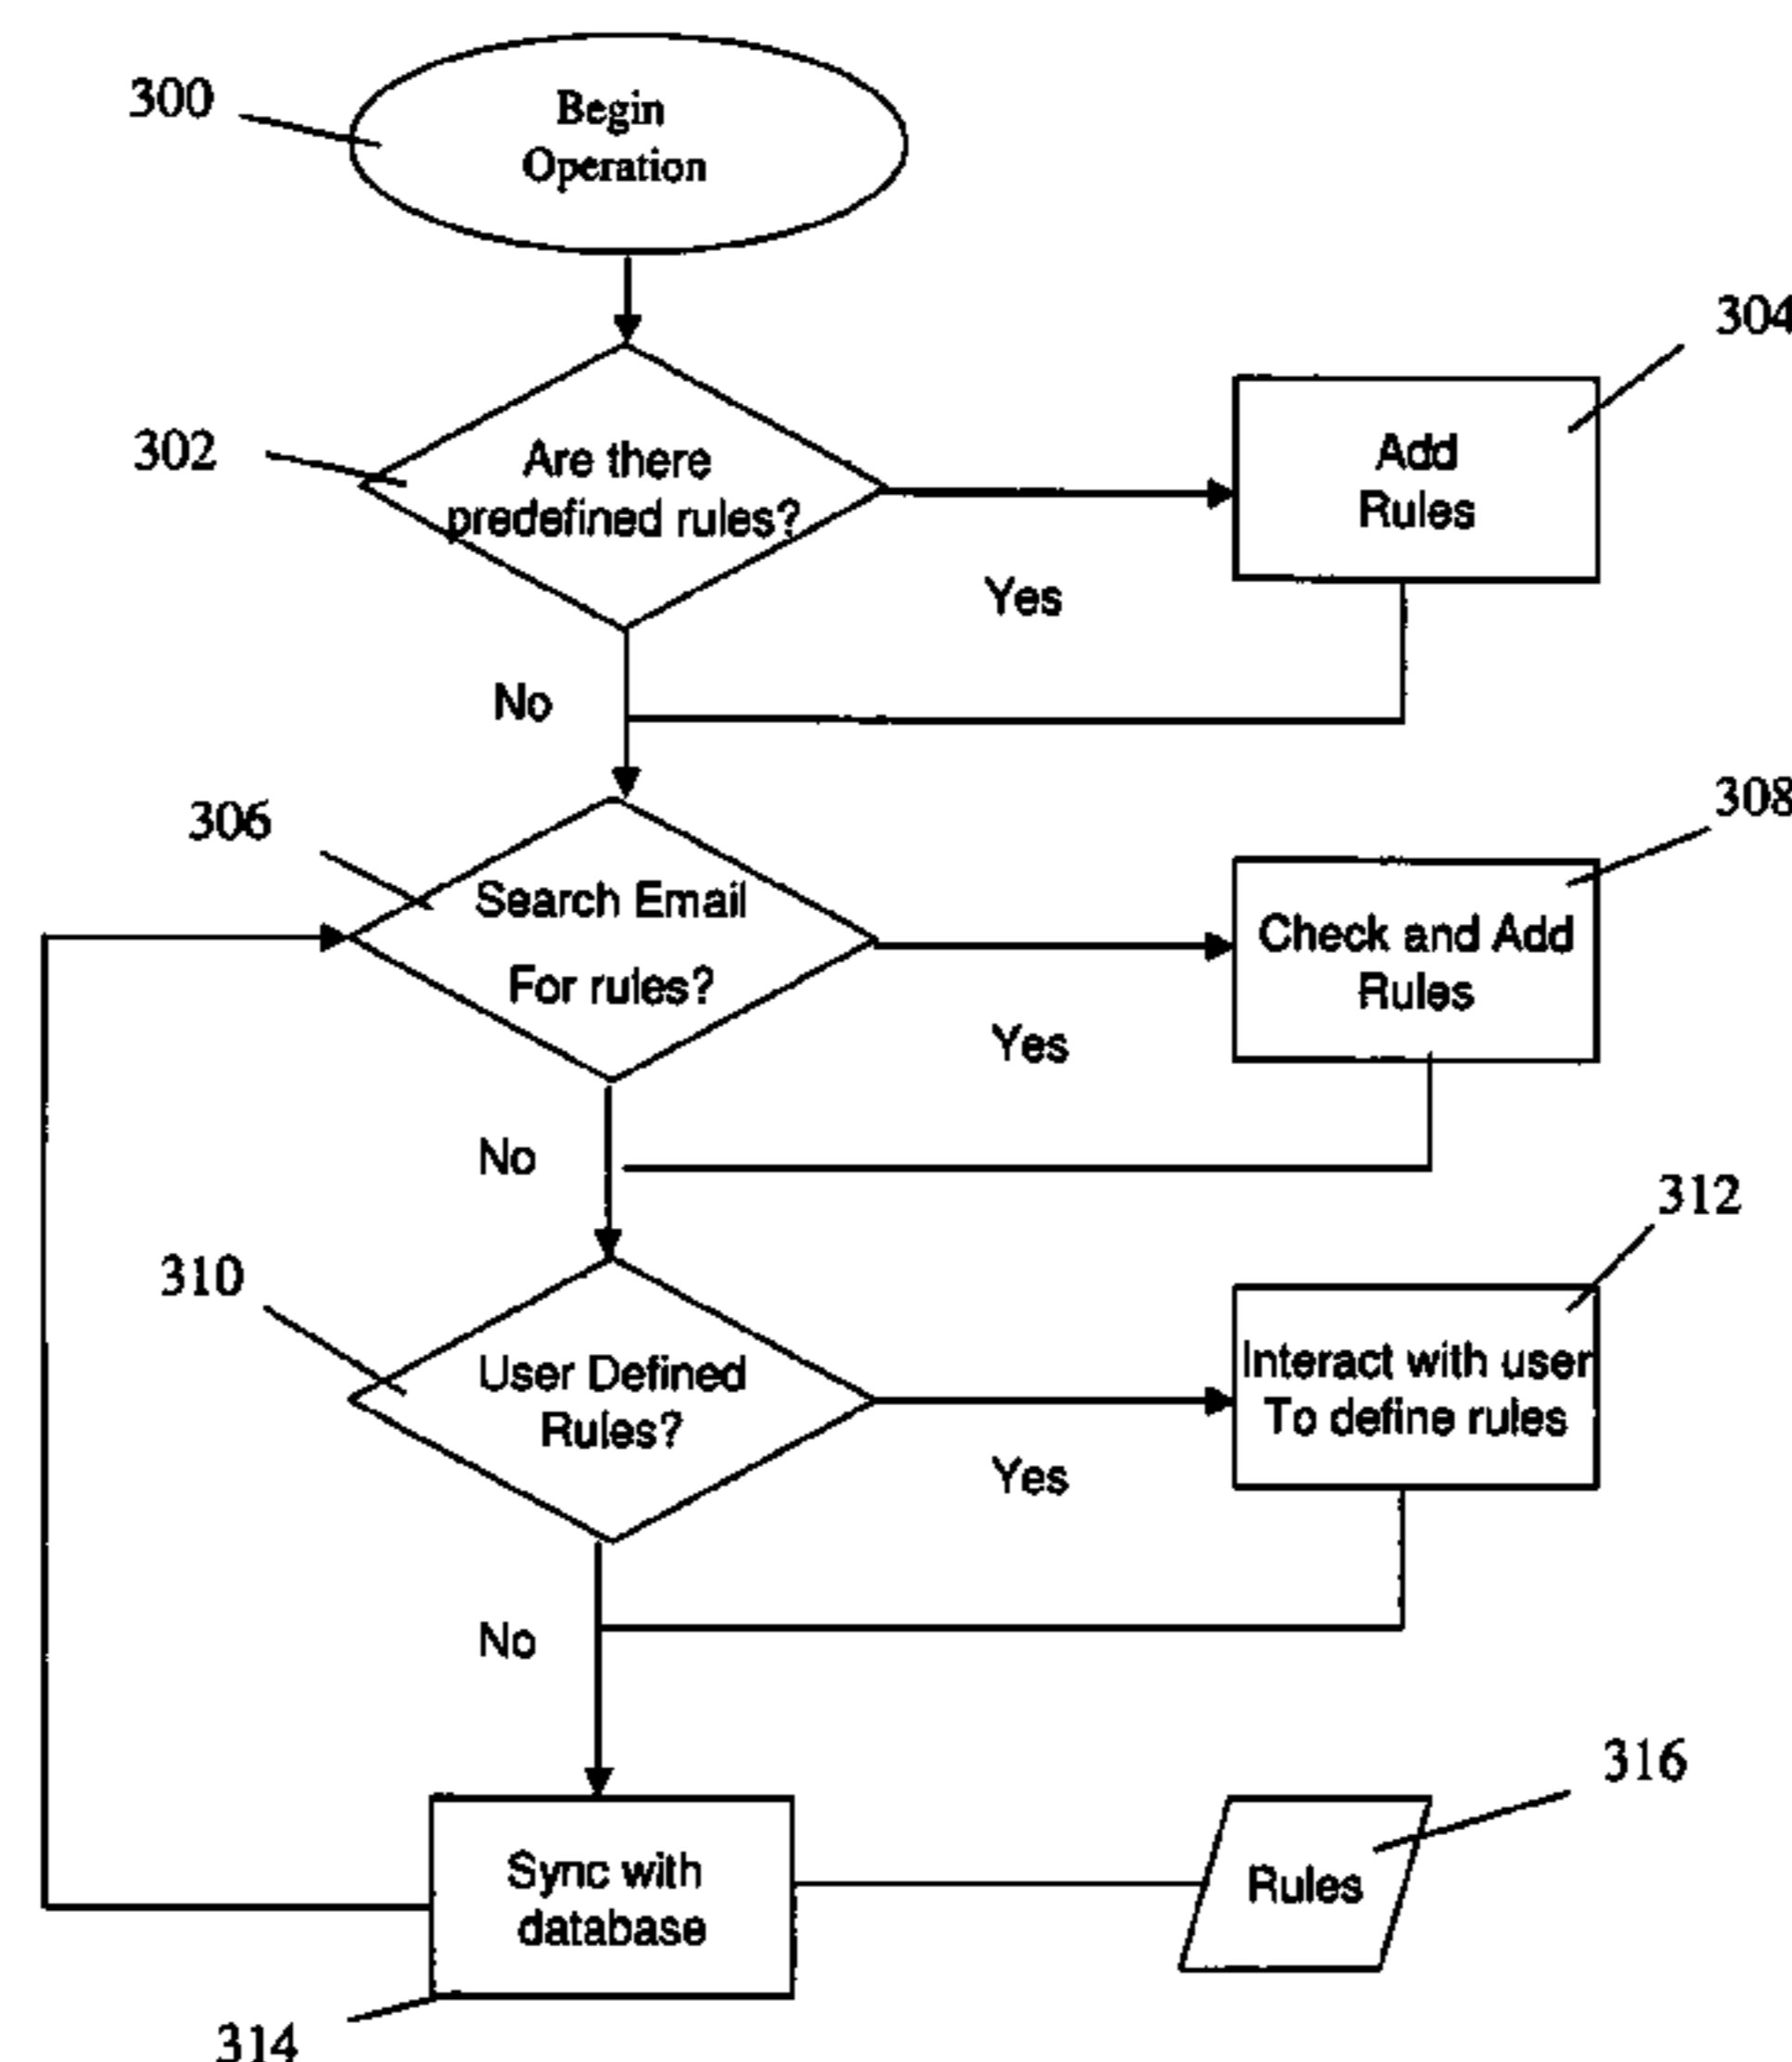 300
Begin
Operation
302
Are there
predefined rules?
304
Add
Rules
Yes
No
306
Search Email
For rules?
308
Check and Add
Rules
Yes
No
310
User Defined
Rules?
312
Interact with user
To define rules
Yes
No
314
Sync with
database
316
Rules